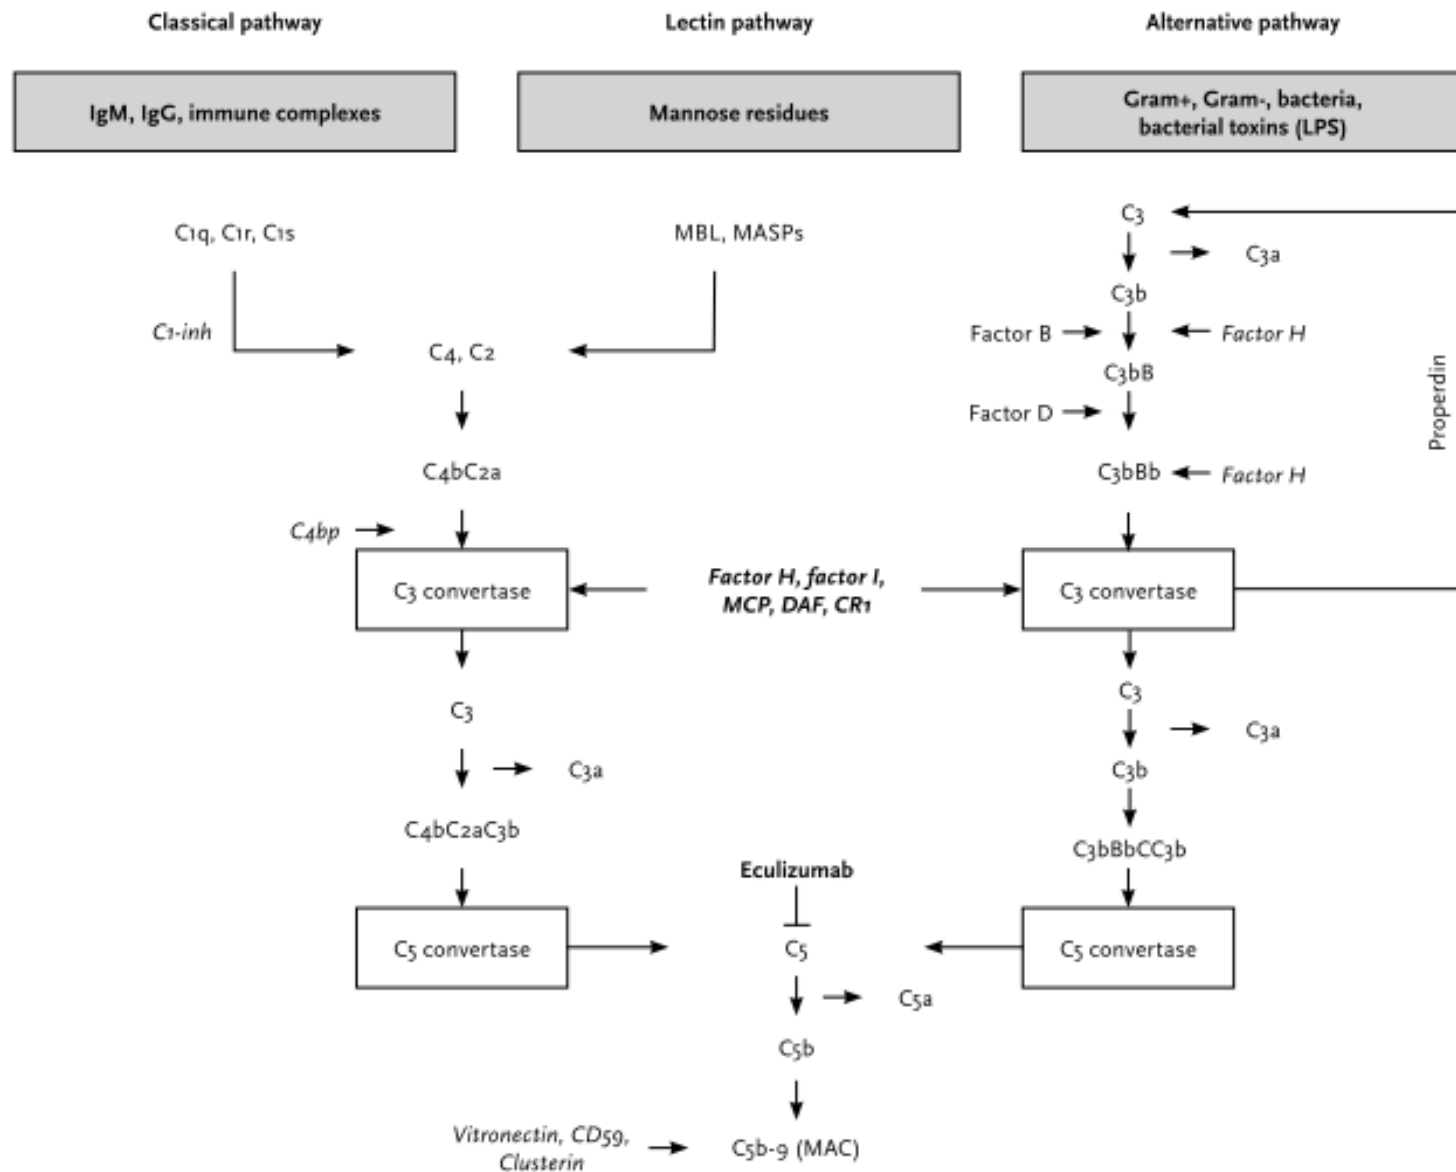 Classical pathway
Lectin pathway
Alternative pathway
IgM, IgG, immune complexes
Mannose residues
Gram+, Gram-, bacteria,
bacterial toxins (LPS)
C1q, C1r, C1s
MBL, MASPs
C3
C3a
C3b
C1-inh
C4, C2
Factor B
Factor H
C3bB
Factor D
Properdin
C4bC2a
C3bBb
Factor H
C4bp
C3 convertase
Factor H, factor I,
MCP, DAF, CR1
C3 convertase
C3
C3
C3a
C3a
C3b
C4bC2aC3b
C3bBbCC3b
Eculizumab
C5 convertase
C5
C5 convertase
C5a
C5b
Vitronectin, CD59,
Clusterin
C5b-9 (MAC)